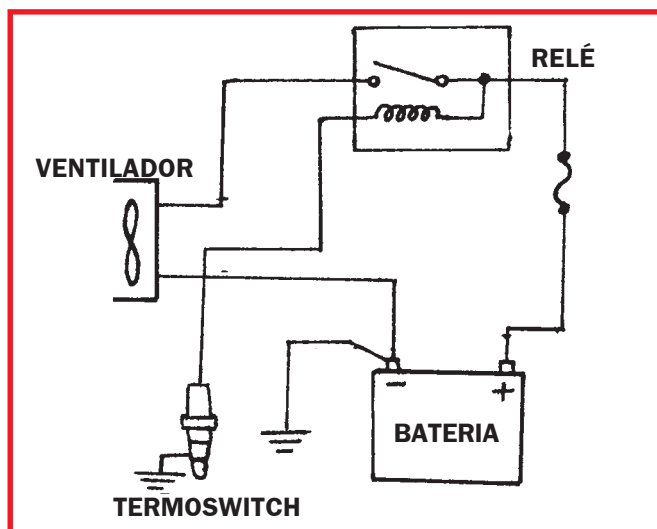 RELÉ
VENTILADOR
− +
BATERIA
TERMOSWITCH